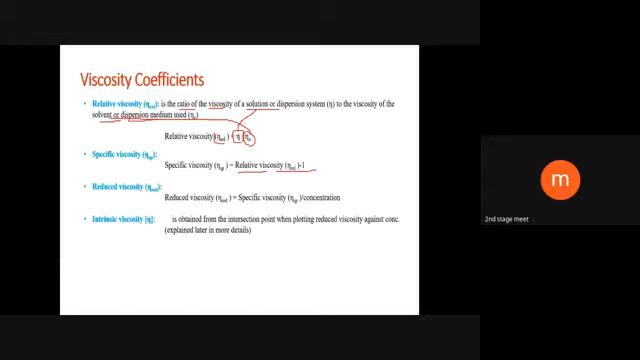 Viscosity Coefficients
• Relative viscosity (ηrel): is the ratio of the viscosity of a solution or dispersion system (η) to the viscosity of the
solvent or dispersion medium used (ηo)
Relative viscosity (ηrel) = η / ηo
• Specific viscosity (ηsp):
Specific viscosity (ηsp) = Relative viscosity (ηrel) -1
• Reduced viscosity (ηred):
Reduced viscosity (ηred) = Specific viscosity (ηsp) /concentration
• Intrinsic viscosity [η]: is obtained from the intersection point when plotting reduced viscosity against conc.
(explained later in more details)
m
2nd stage meet